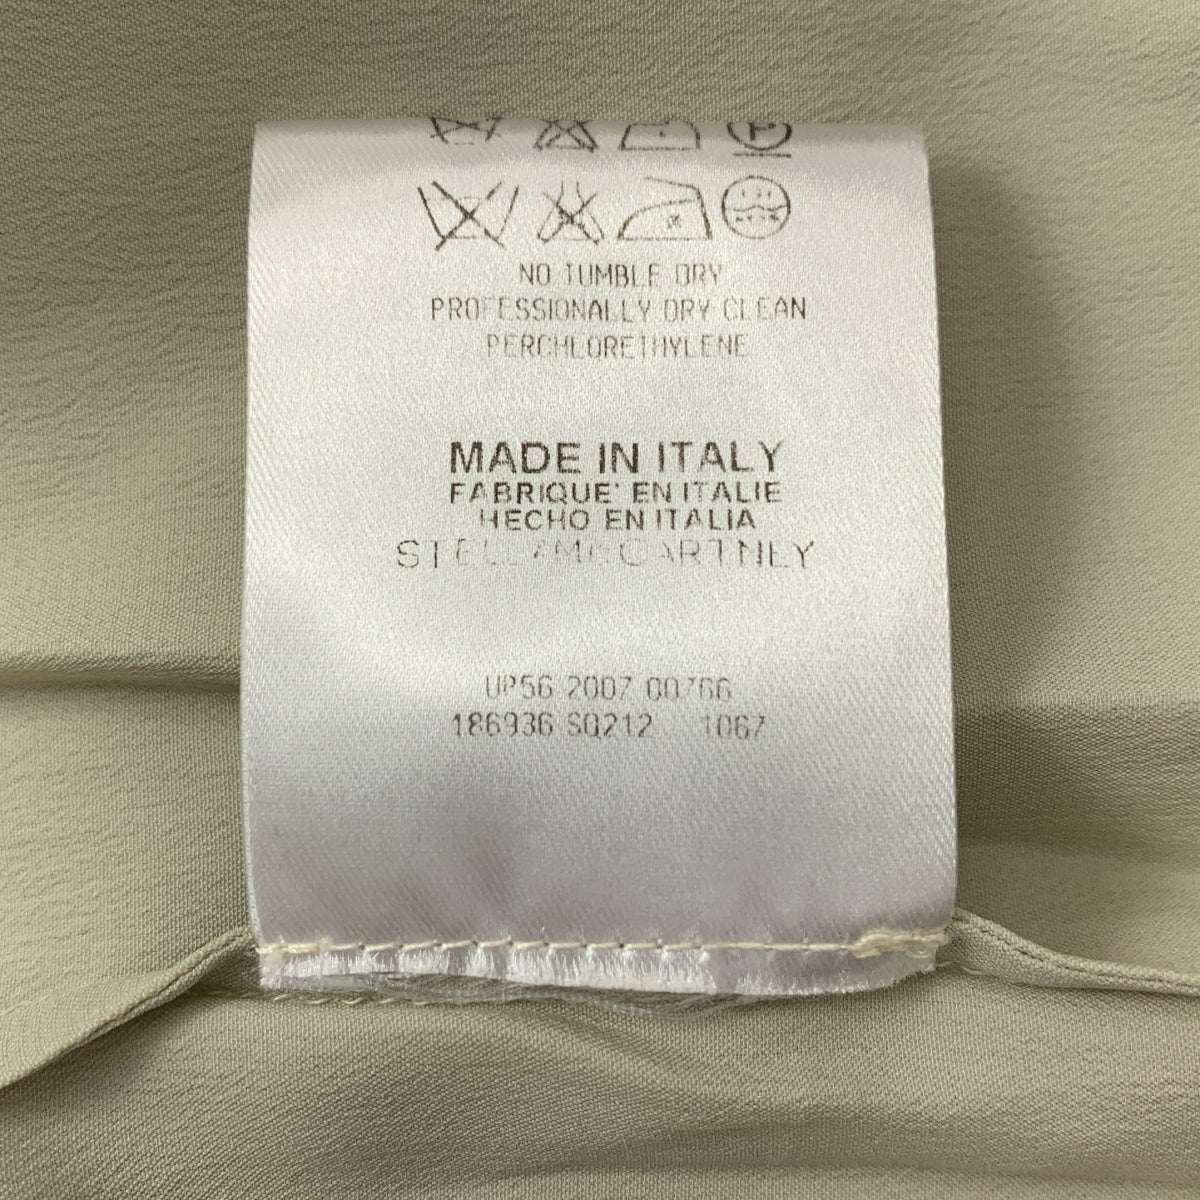 P
NO TUMBLE DRY
PROFESSIONALLY DRY CLEAN
PERCHLORETHYLENE
MADE IN ITALY
FABRIQUE' EN ITALIE
HECHO EN ITALIA
STELLA McCARTNEY
UP56 2007 00766
186936 SQ212 1067